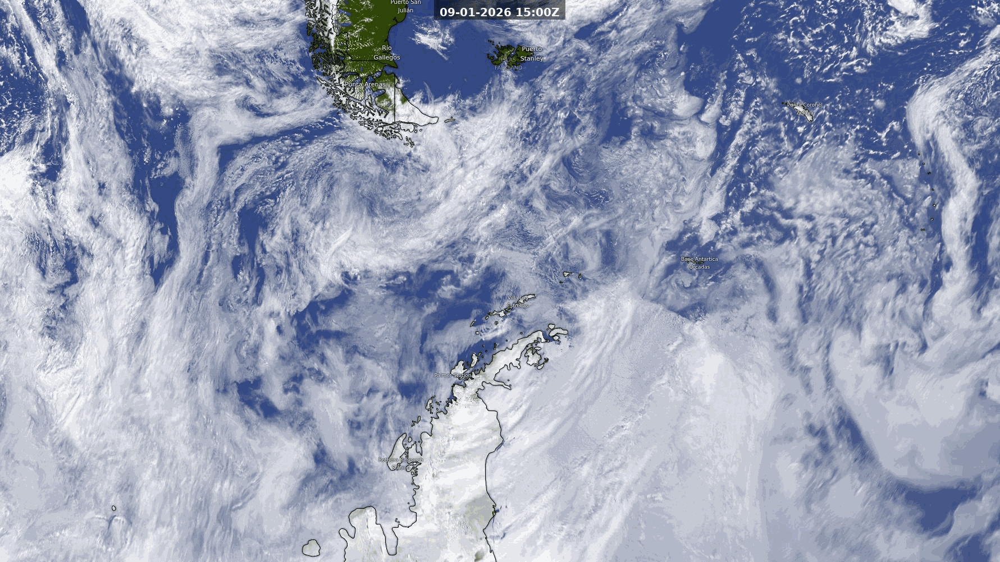 Puerto San
Julián
09-01-2026 15:00Z
Río
Gallegos
Puerto
Stanley
ISLAS
FALKLAND
Punta Arenas
Punta Coronel
Zelaya
Base Antartica
Orcadas
Villa Las
Estrellas
Palmer Station
Rothera Research
Station